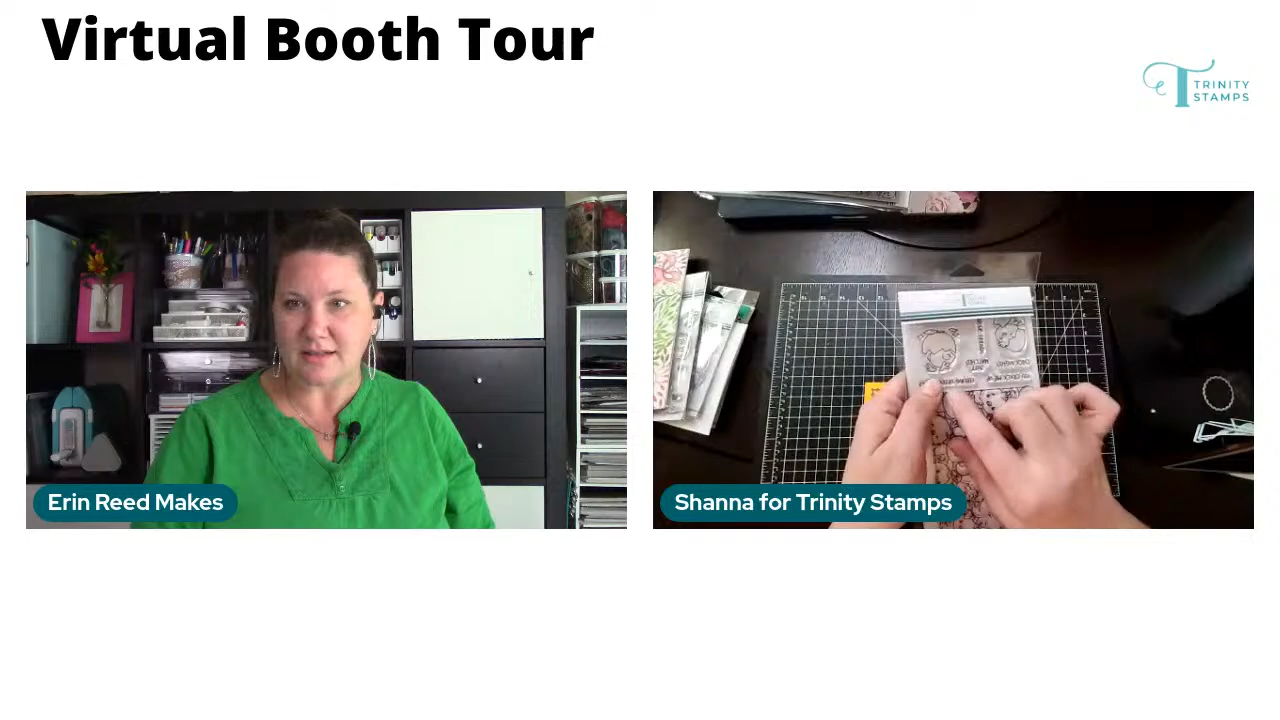 Virtual Booth Tour
TRINITY
STAMPS
Erin Reed Makes
Shanna for Trinity Stamps